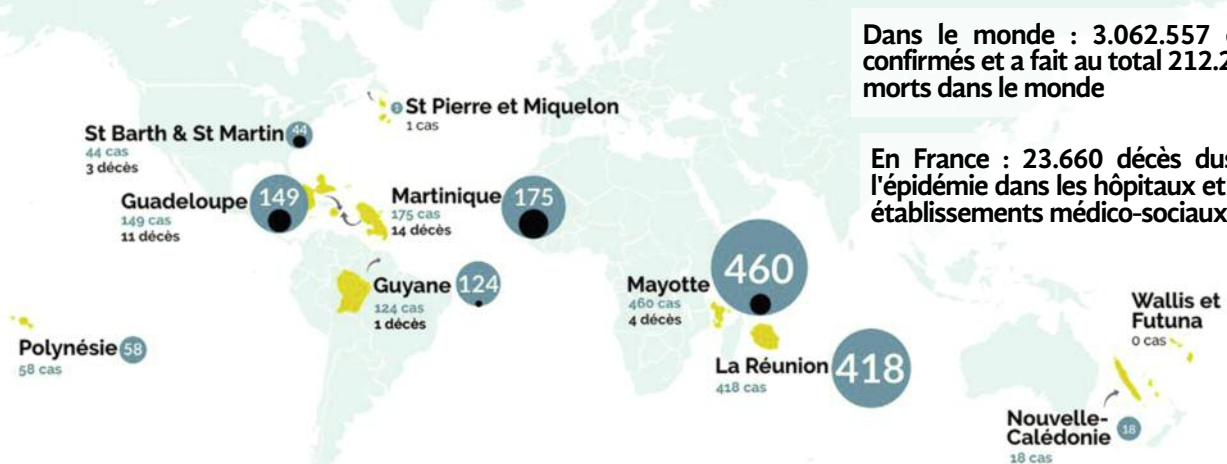 Dans le monde : 3.062.557
confirmés et a fait au total
morts dans le monde
En France : 23.660 décès
l'épidémie dans les hôpitaux et
établissements médico-sociaux
St Pierre et Miquelon
1 cas
St Barth & St Martin 44
44 cas
3 décès
Guadeloupe 149
149 cas
11 décès
Martinique 175
175 cas
14 décès
Guyane 124
124 cas
1 décès
Mayotte 460
460 cas
4 décès
La Réunion 418
418 cas
Polynésie 58
58 cas
Wallis et
Futuna
0 cas
Nouvelle-
Calédonie 18
18 cas